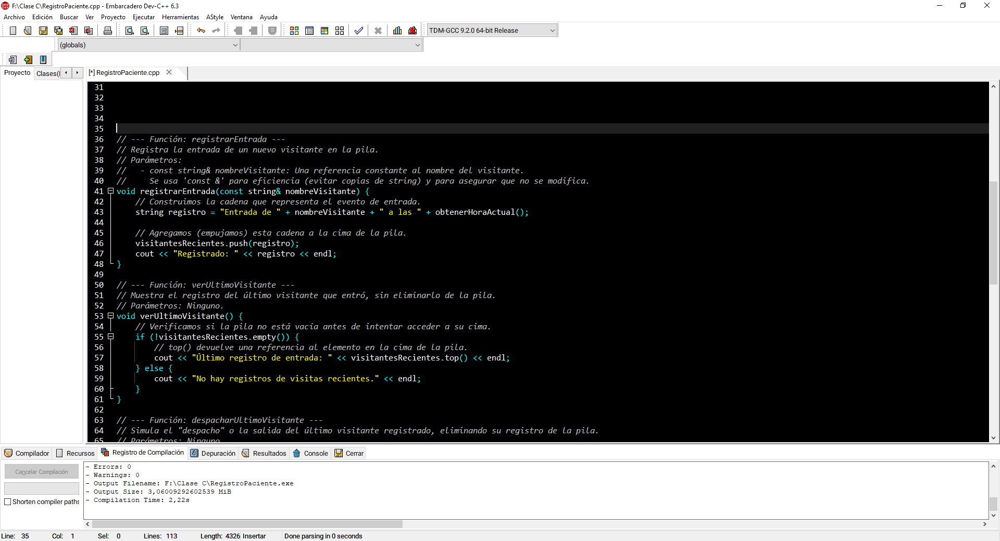 F:\Clase C\RegistroPaciente.cpp - Embarcadero Dev-C++ 6.3
Archivo Edición Buscar Ver Proyecto Ejecutar Herramientas AStyle Ventana Ayuda
TDM-GCC 9.2.0 64-bit Release
(globals)
Proyecto Clases(
[*] RegistroPaciente.cpp
31
32
33
34
35
36 // --- Función: registrarEntrada ---
37 // Registra la entrada de un nuevo visitante en la pila.
38 // Parámetros:
39 //   - const string& nombreVisitante: Una referencia constante al nombre del visitante.
40 //     Se usa 'const &' para eficiencia (evitar copias de string) y para asegurar que no se modifica.
41 void registrarEntrada(const string& nombreVisitante) {
42     // Construimos la cadena que representa el evento de entrada.
43     string registro = "Entrada de " + nombreVisitante + " a las " + obtenerHoraActual();
44
45     // Agregamos (empujamos) esta cadena a la cima de la pila.
46     visitantesRecientes.push(registro);
47     cout << "Registrado: " << registro << endl;
48 }
49
50 // --- Función: verUltimoVisitante ---
51 // Muestra el registro del último visitante que entró, sin eliminarlo de la pila.
52 // Parámetros: Ninguno.
53 void verUltimoVisitante() {
54     // Verificamos si la pila no está vacía antes de intentar acceder a su cima.
55     if (!visitantesRecientes.empty()) {
56         // top() devuelve una referencia al elemento en la cima de la pila.
57         cout << "Último registro de entrada: " << visitantesRecientes.top() << endl;
58     } else {
59         cout << "No hay registros de visitas recientes." << endl;
60     }
61 }
62
63 // --- Función: despacharUltimoVisitante ---
64 // Simula el "despacho" o la salida del último visitante registrado, eliminando su registro de la pila.
65 // Parámetros: Ninguno.
Compilador Recursos Registro de Compilación Depuración Resultados Console Cerrar
Cancelar Compilación
Shorten compiler paths
- Errors: 0
- Warnings: 0
- Output Filename: F:\Clase C\RegistroPaciente.exe
- Output Size: 3,06009292602539 MiB
- Compilation Time: 2,22s
Line: 35 Col: 1 Sel: 0 Lines: 113 Length: 4326 Insertar Done parsing in 0 seconds